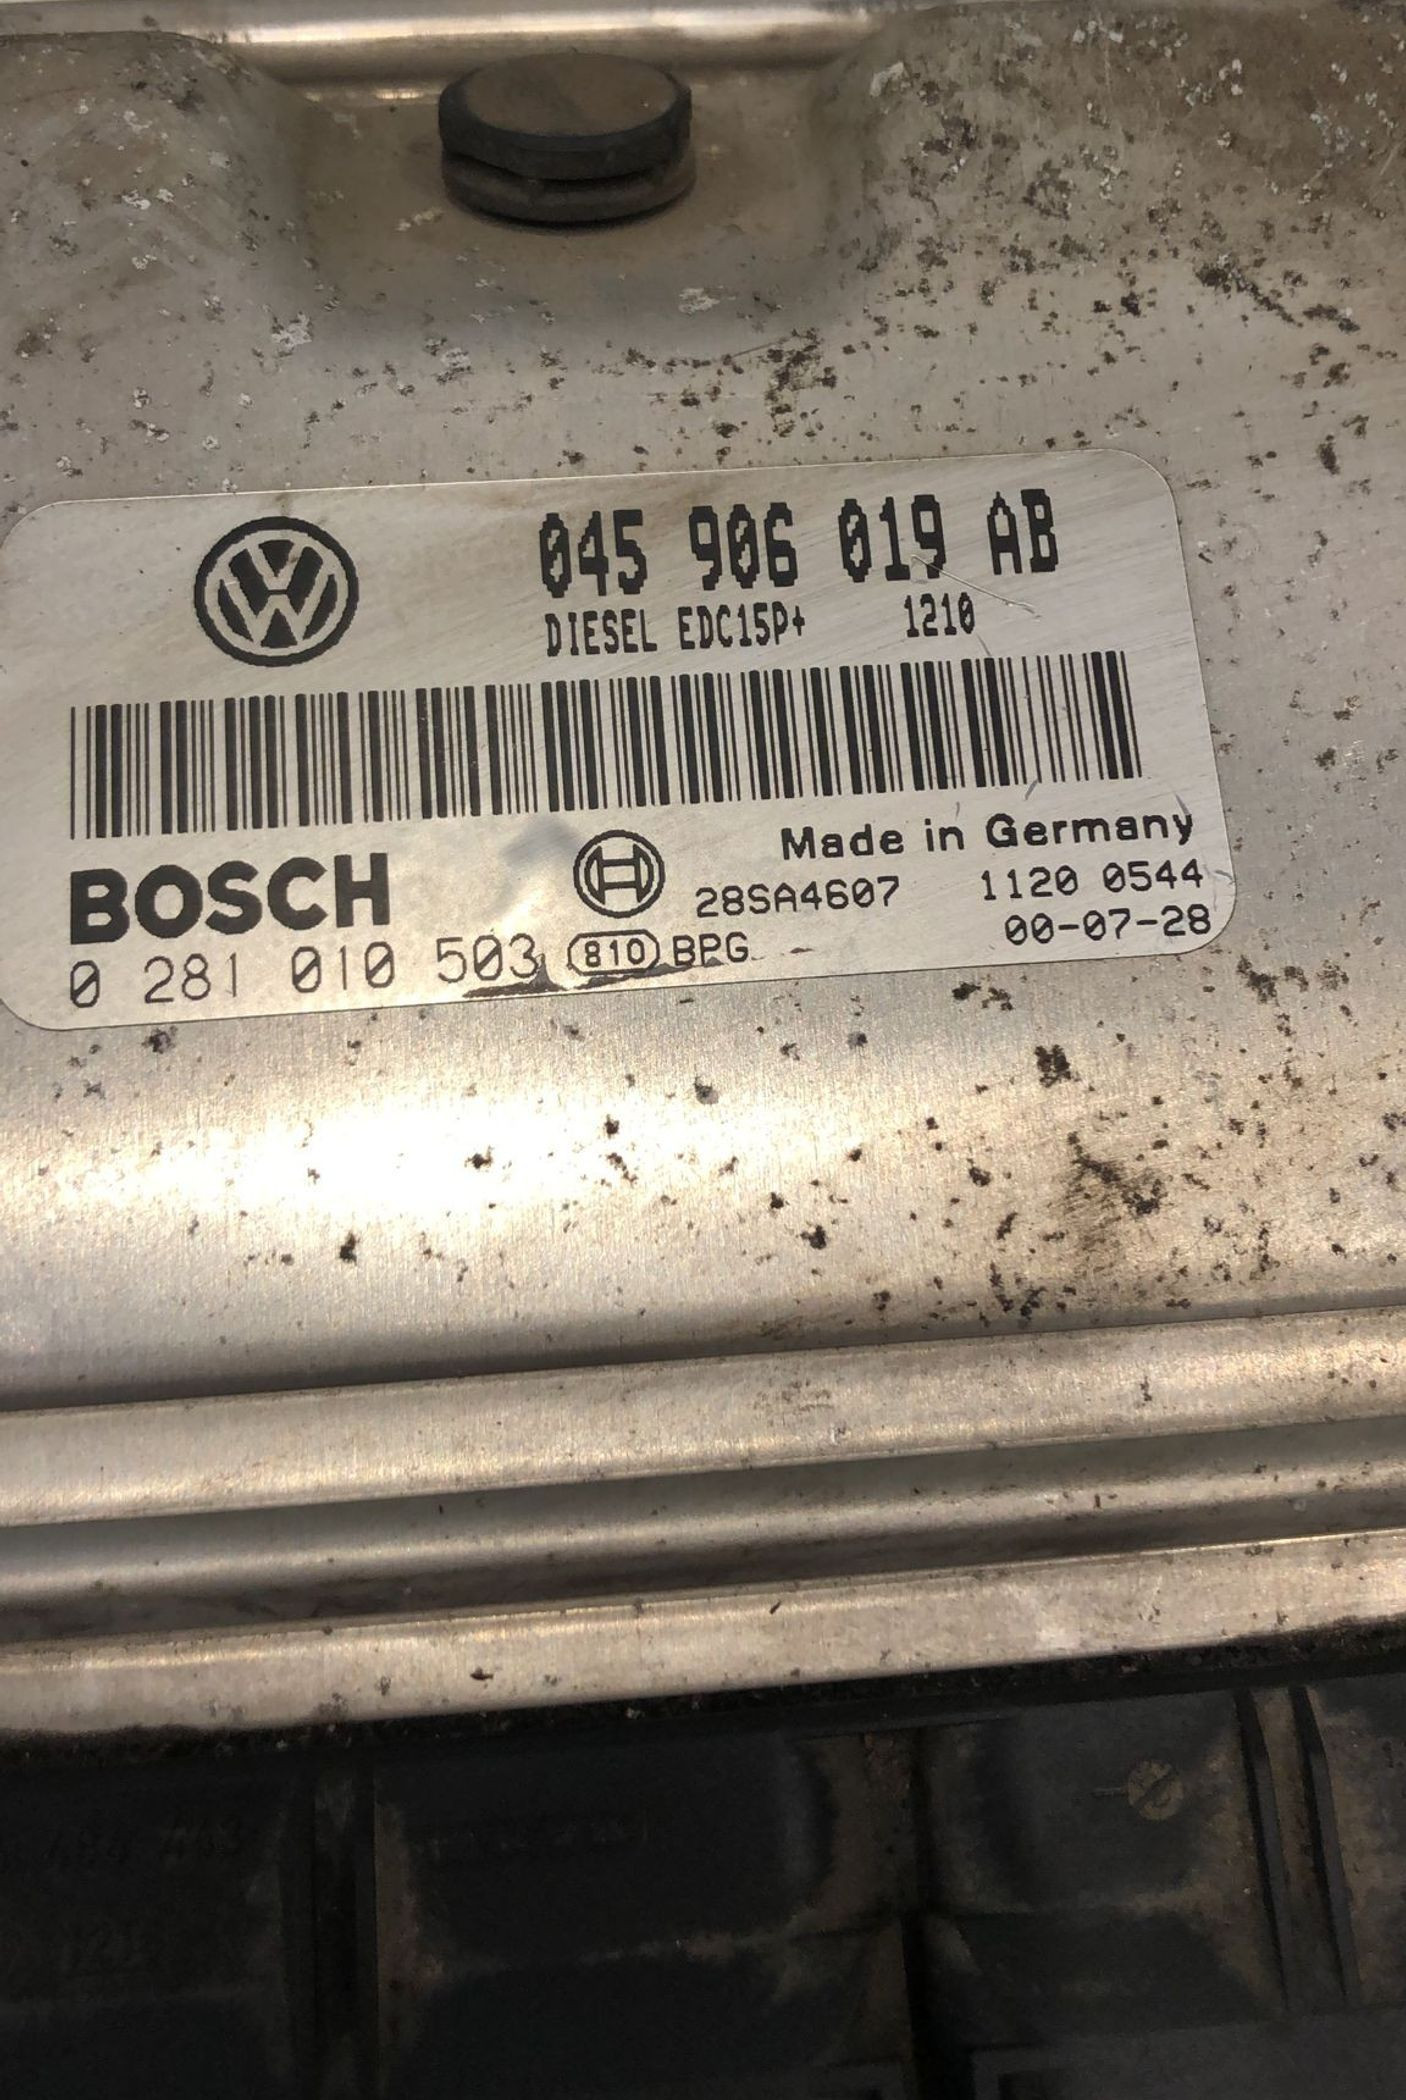 045 906 019 AB
DIESEL EDC15P+ 1210
Made in Germany
BOSCH
28SA4607 1120 0544
0 281 010 503 810 BPG 00-07-28